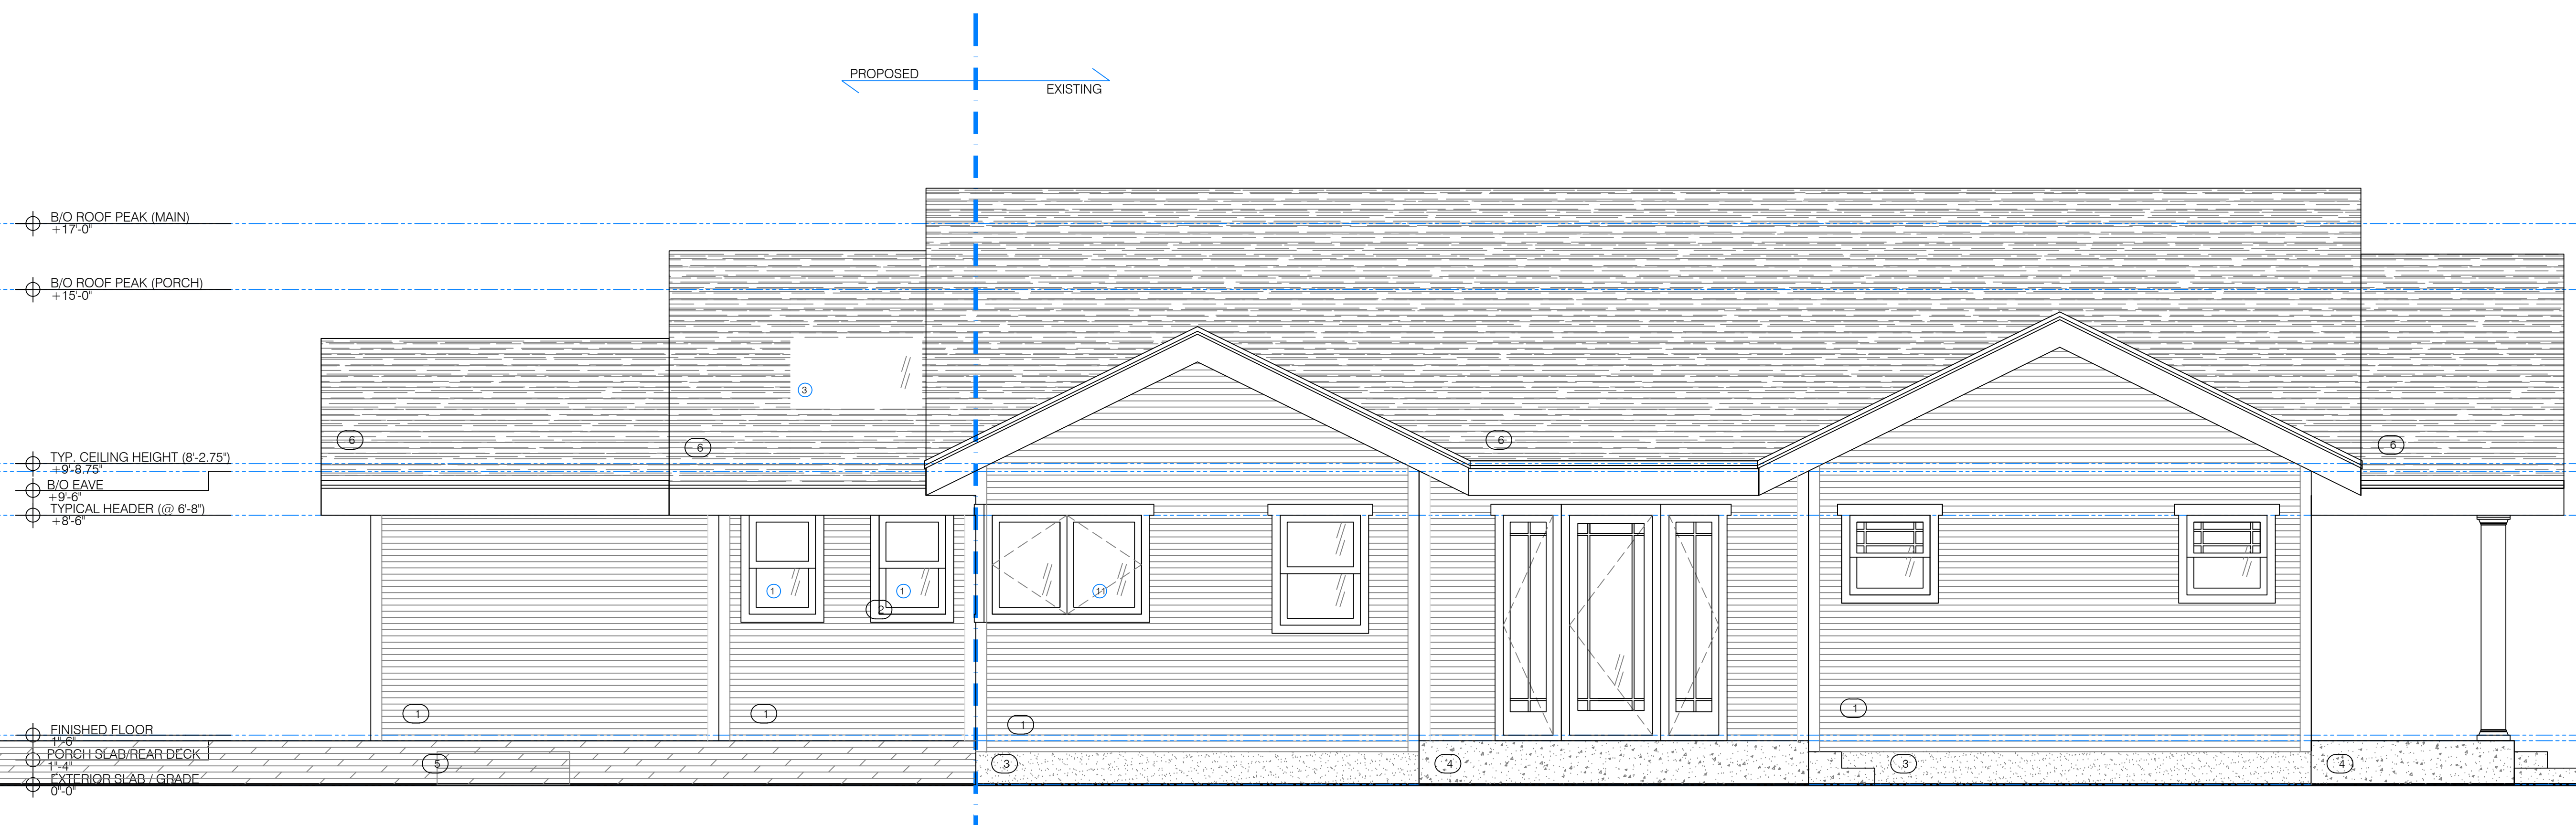 PROPOSED
EXISTING
B/O ROOF PEAK (MAIN)
+17'-0"
B/O ROOF PEAK (PORCH)
+15'-0"
3
6
6
6
6
TYP. CEILING HEIGHT (8'-2.75")
+9'-8.75"
B/O EAVE
+9'-6"
TYPICAL HEADER (@ 6'-8")
+8'-6"
1
1
11
2
1
1
1
1
FINISHED FLOOR
1'-6"
PORCH SLAB/REAR DECK
1'-4"
5
3
4
3
4
EXTERIOR SLAB / GRADE
0'-0"